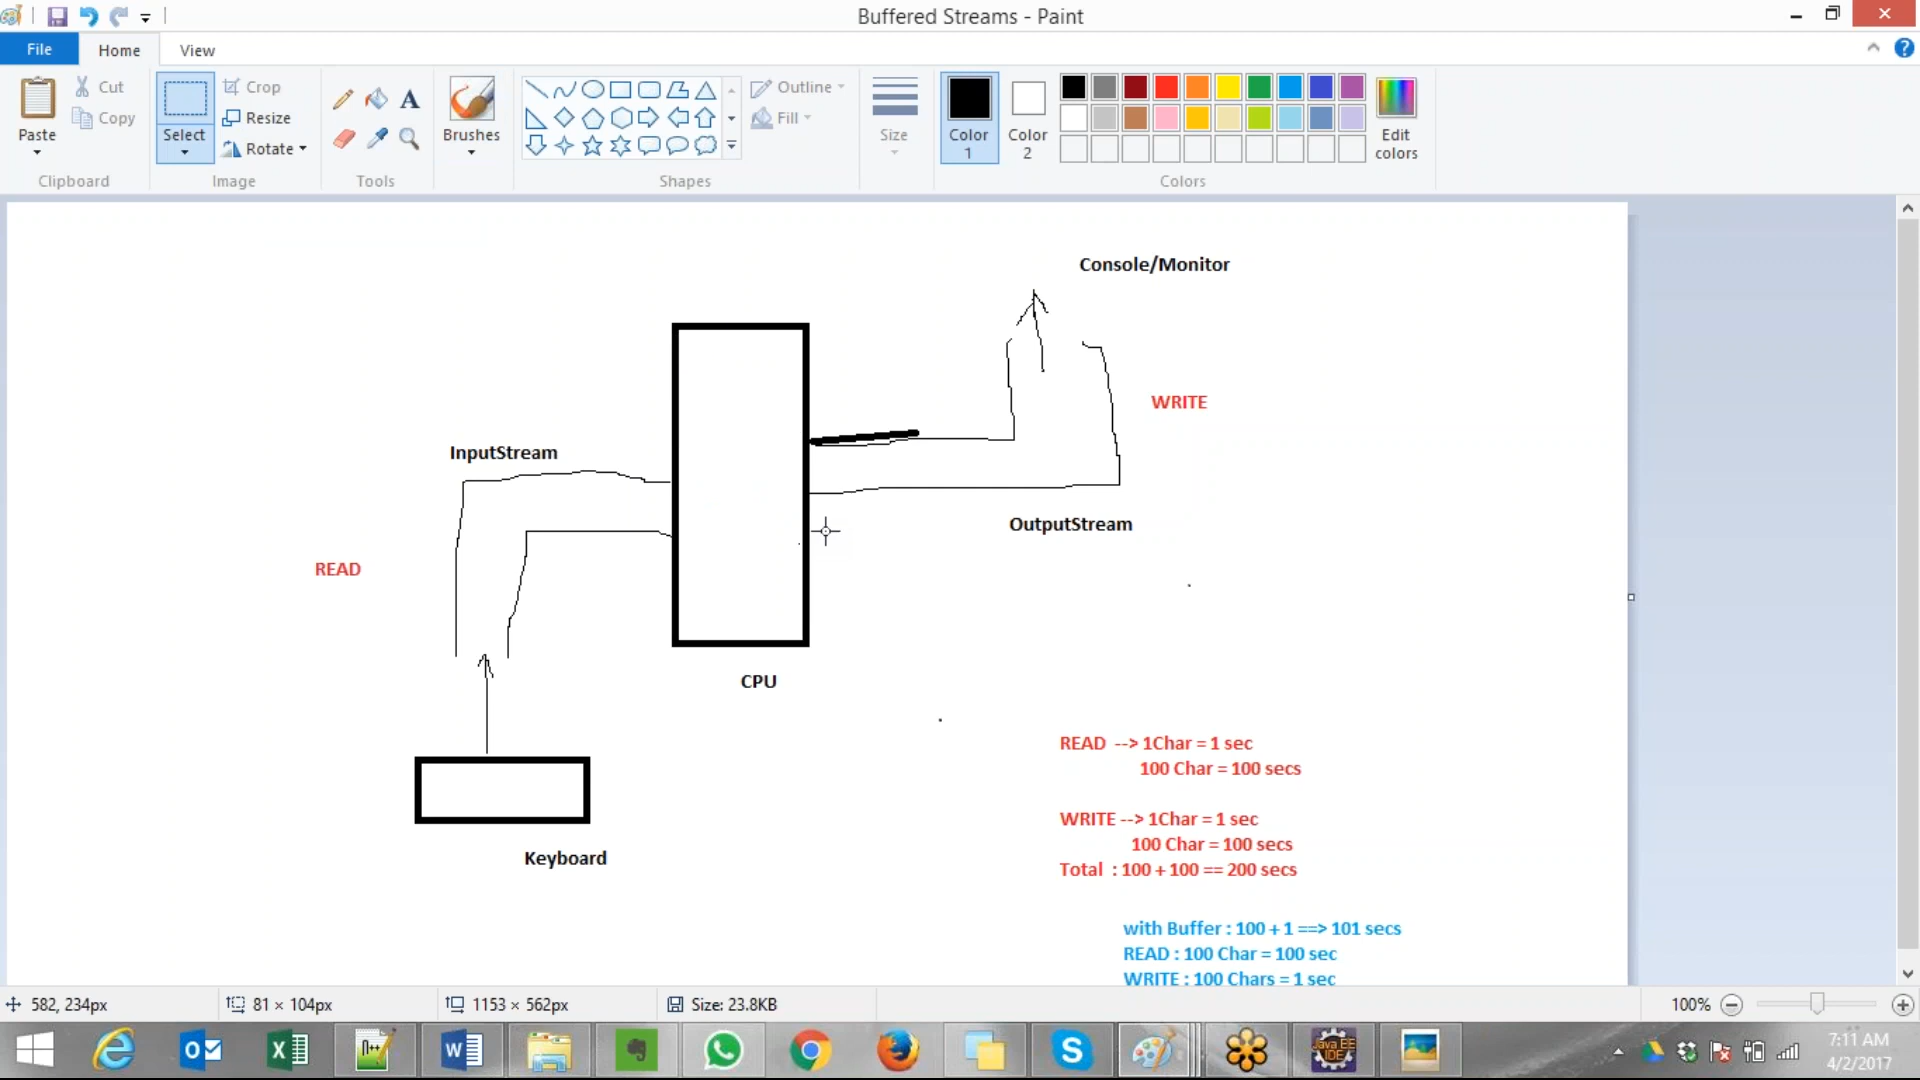 Buffered Streams - Paint
File Home View
Paste
Cut
Copy
Clipboard
Select
Crop
Resize
Rotate
Image
A
Tools
Brushes
Shapes
Outline
Fill
Size
Color 1
Color 2
Edit colors
Colors
Console/Monitor
WRITE
InputStream
OutputStream
READ
CPU
READ --> 1Char = 1 sec
100 Char = 100 secs
WRITE --> 1Char = 1 sec
100 Char = 100 secs
Total : 100 + 100 == 200 secs
Keyboard
with Buffer : 100 + 1 ==> 101 secs
READ : 100 Char = 100 sec
WRITE : 100 Chars = 1 sec
582, 234px 81 × 104px 1153 × 562px Size: 23.8KB 100%
Java EE
IDE
7:11 AM
4/2/2017